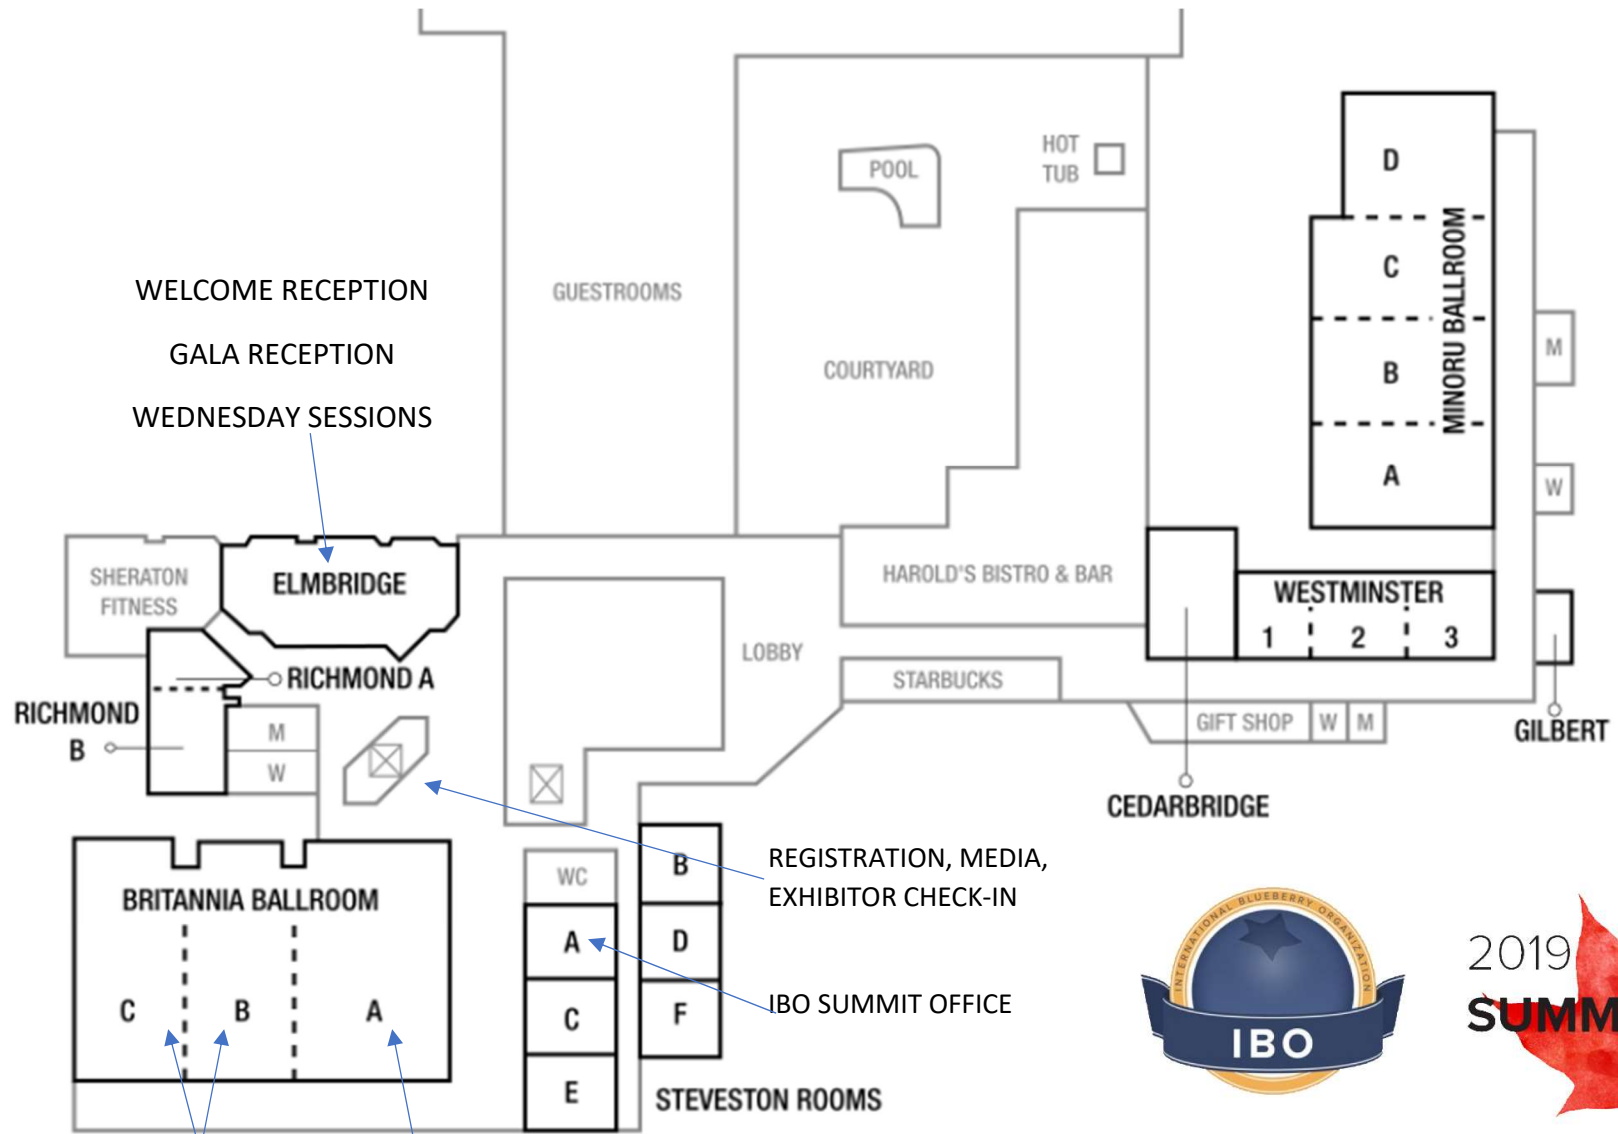 HOT
TUB
POOL
D
C
B
A
MINORU BALLROOM
M
W
WELCOME RECEPTION
GALA RECEPTION
WEDNESDAY SESSIONS
GUESTROOMS
COURTYARD
SHERATON
FITNESS
ELMBRIDGE
HAROLD'S BISTRO & BAR
WESTMINSTER
1 2 3
LOBBY
STARBUCKS
RICHMOND A
RICHMOND
B
M
W
GIFT SHOP W M
GILBERT
CEDARBRIDGE
REGISTRATION, MEDIA,
EXHIBITOR CHECK-IN
BRITANNIA BALLROOM
C B A
WC
A
C
E
B
D
F
IBO SUMMIT OFFICE
STEVESTON ROOMS
INTERNATIONAL BLUEBERRY ORGANIZATION
IBO
2019
SUMM